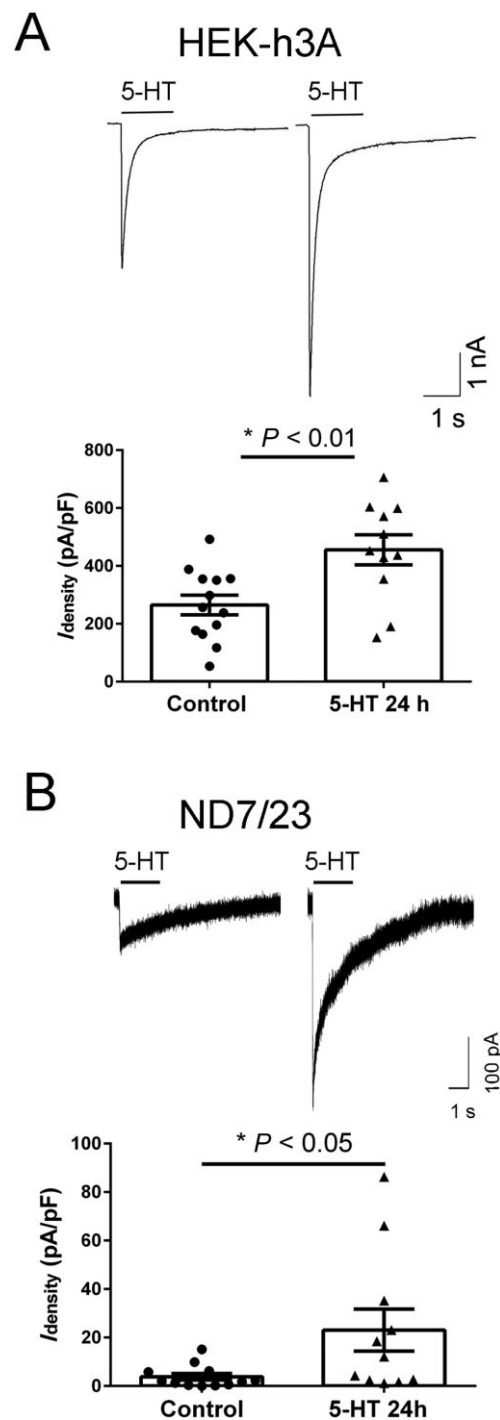 A
HEK-h3A
5-HT 5-HT
1 nA
1 s
* P < 0.01
800
600
400
200
0
Idensity (pA/pF)
Control 5-HT 24 h
B
ND7/23
5-HT 5-HT
100 pA
1 s
* P < 0.05
100
80
60
40
20
0
Idensity (pA/pF)
Control 5-HT 24h